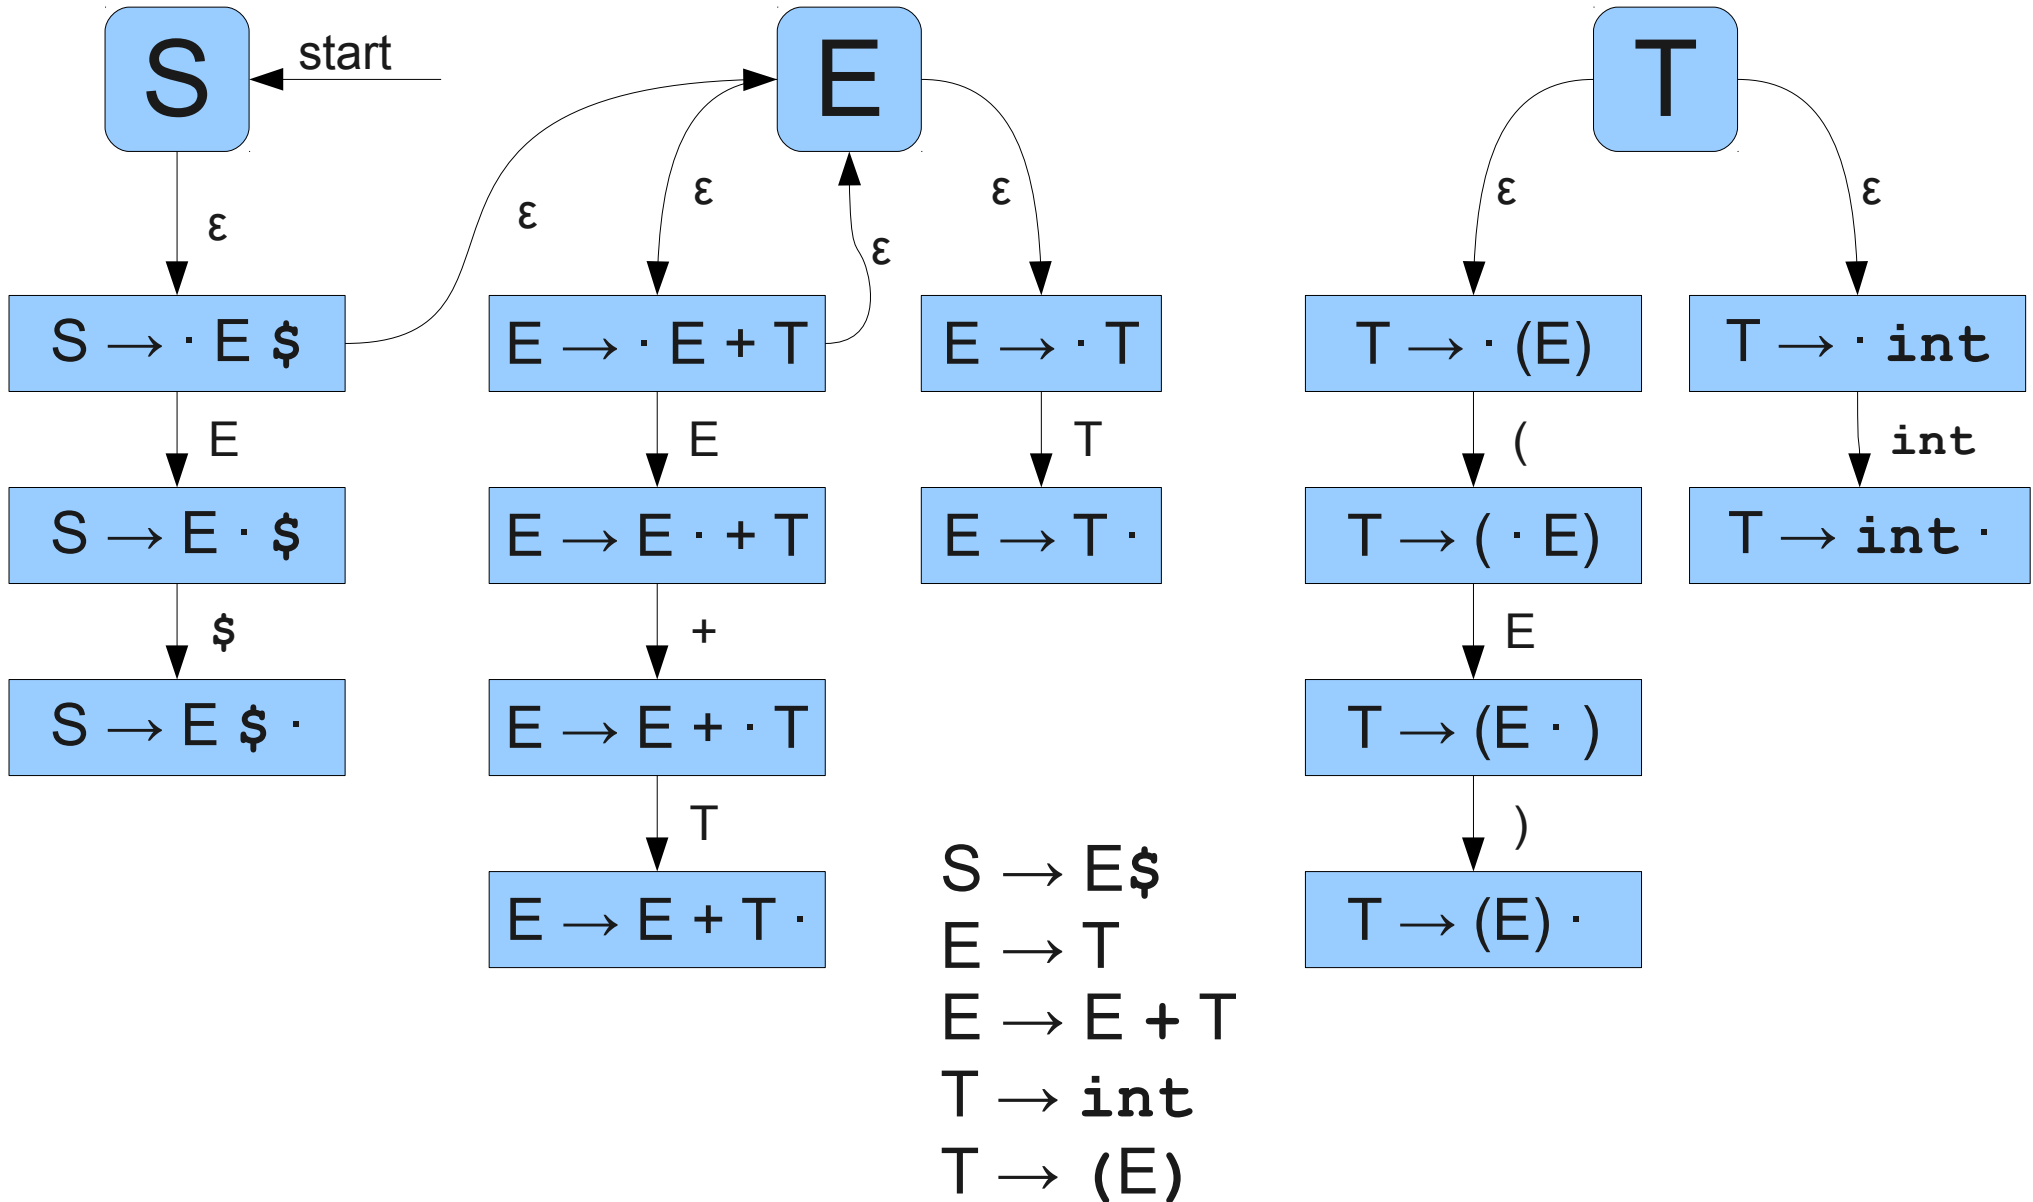 S start E T
ε ε ε ε ε ε ε
S → · E $ E → · E + T E → · T T → · (E) T → · int
E E T ( int
S → E · $ E → E · + T E → T · T → ( · E) T → int ·
$ + E
S → E $ · E → E + · T T → (E · )
T )
E → E + T · T → (E) ·
S → E$
E → T
E → E + T
T → int
T → (E)